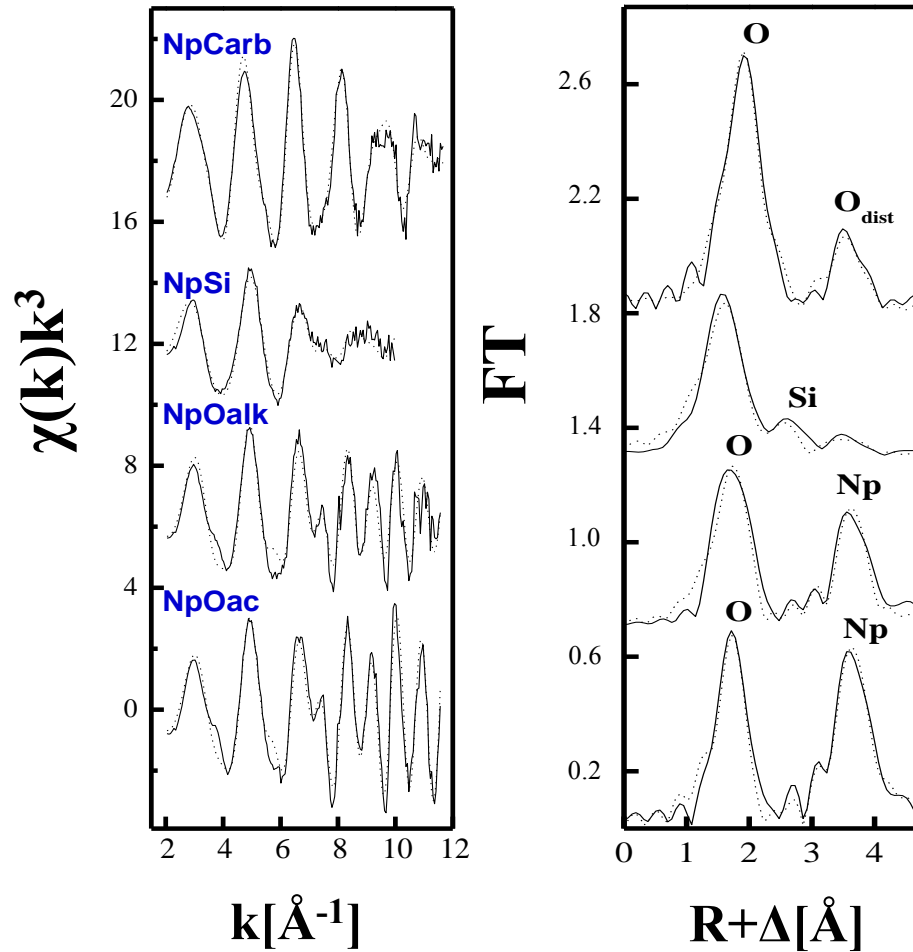 NpCarb
NpSi
NpOalk
NpOac
20
16
12
8
4
0
χ(k)k³
2 4 6 8 10 12
k[Å⁻¹]
O
O dist
Si
O
Np
O
Np
2.6
2.2
1.8
1.4
1.0
0.6
0.2
FT
0 1 2 3 4
R+Δ[Å]